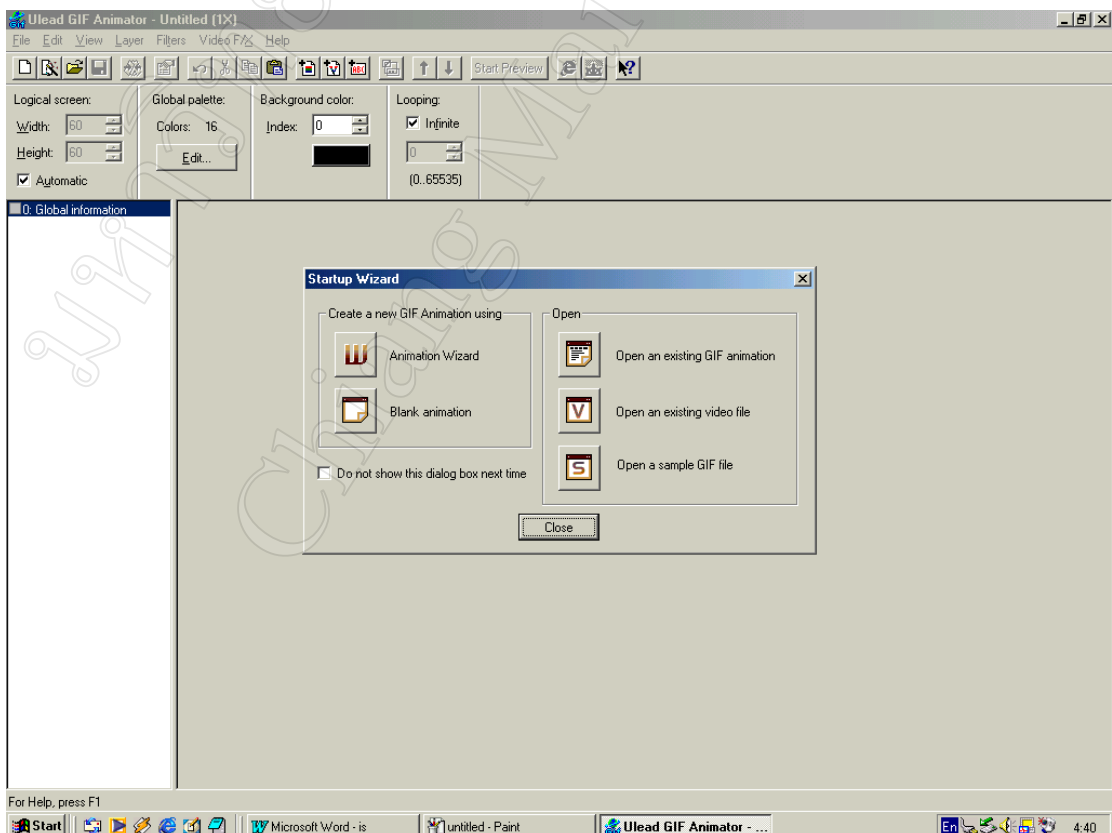 Ulead GIF Animator - Untitled (1X)
File Edit View Layer Filters Video F/X Help
Start Preview
Logical screen: Global palette: Background color: Looping:
Width: 60 Colors: 16 Index: 0 Infinite
Height: 60 Edit... 0
Automatic (0..65535)
0: Global information
Startup Wizard
Create a new GIF Animation using Open
Animation Wizard Open an existing GIF animation
Blank animation Open an existing video file
Do not show this dialog box next time Open a sample GIF file
Close
For Help, press F1
Start Microsoft Word - is untitled - Paint Ulead GIF Animator - ... En 4:40
Chiang Mai